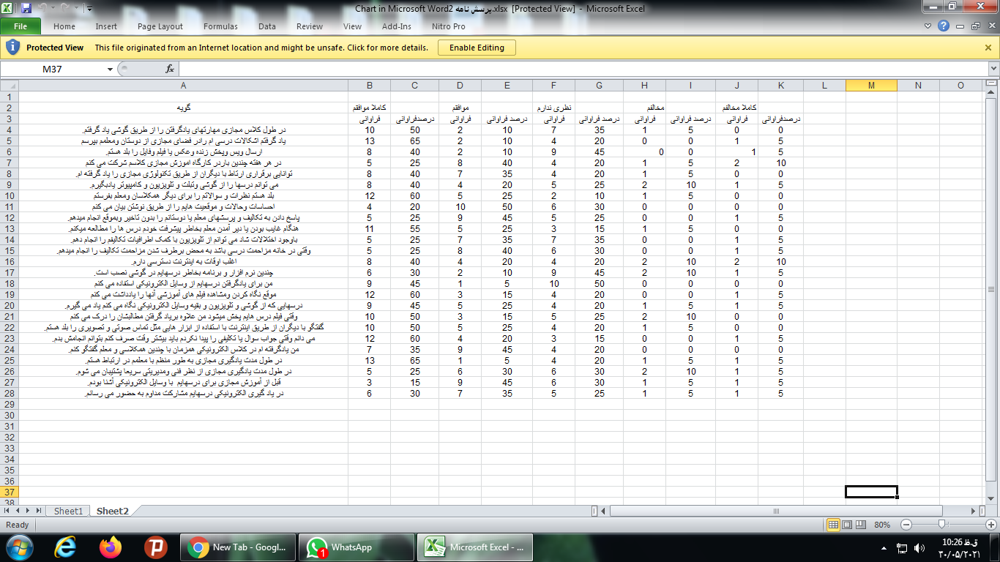 Chart in Microsoft Word2 پرسش نامه.xlsx [Protected View] - Microsoft Excel
File Home Insert Page Layout Formulas Data Review View Add-Ins Nitro Pro
Protected View This file originated from an Internet location and might be unsafe. Click for more details. Enable Editing
M37 fx
A B C D E F G H I J K L M N O
1
2 گویه کاملا موافقم موافقم نظری ندارم مخالفم کاملا مخالفم
3 فراوانی درصدفراوانی فراوانی درصد فراوانی فراوانی درصد فراوانی فراوانی درصد فراوانی فراوانی درصدفراوانی
4 در طول کلاس مجازی مهارتهای یادگرفتن را از طریق گوشی یاد گرفتم. 10 50 2 10 7 35 1 5 0 0
5 یاد گرفتم اشکالات درسی ام رادر فضای مجازی از دوستان ومعلمم بپرسم 13 65 2 10 4 20 0 0 1 5
6 ارسال ویس وپخش زنده وعکس یا فیلم وفایل را بلد هستم. 8 40 2 10 9 45 0 0 1 5
7 در هر هفته چندین باردر کارگاه اموزش مجازی کلاسم شرکت می کنم 5 25 8 40 4 20 1 5 2 10
8 توانایی برقراری ارتباط با دیگران از طریق تکنولوژی مجازی را یاد گرفته ام. 8 40 7 35 4 20 1 5 0 0
9 می توانم درسها را از گوشی وتبلت و تلویزیون و کامپیوتر یادبگیرم. 8 40 4 20 5 25 2 10 1 5
10 بلد هستم نظرات و سوالاتم را برای دیگر همکلاسان ومعلم بفرستم 12 60 5 25 2 10 1 5 0 0
11 احساسات وحالات و موقعیت هایم را از طریق نوشتن بیان می کنم 4 20 10 50 6 30 0 0 0 0
12 پاسخ دادن به تکالیف و پرسشهای معلم یا دوستانم را بدون تاخیر وبموقع انجام میدهم. 5 25 9 45 5 25 0 0 1 5
13 هنگام غایب بودن یا دیر آمدن معلم بخاطر پیشرفت خودم درس ها را مطالعه میکنم. 11 55 5 25 3 15 1 5 0 0
14 باوجود اختلالات شاد می توانم از تلویزیون با کمک اطرافیات تکالیفم را انجام دهم. 5 25 7 35 7 35 0 0 1 5
15 وقتی در خانه مزاحمت درسی باشد به محض برطرف شدن مزاحمت تکالیف را انجام میدهم. 5 25 8 40 6 30 0 0 1 5
16 اغلب اوقات به اینترنت دسترسی دارم. 8 40 4 20 4 20 2 10 2 10
17 چندین نرم افزار و برنامه بخاطر درسهایم در گوشی نصب است. 6 30 2 10 9 45 2 10 1 5
18 من برای یادگرفتن درسهایم از وسایل الکترونیکی استفاده می کنم 9 45 1 5 10 50 0 0 0 0
19 موقع نگاه کردن ومشاهده فیلم های آموزشی آنها را یادداشت می کنم 12 60 3 15 4 20 0 0 1 5
20 درسهایی که از گوشی و تلویزیون و بقیه وسایل الکترونیکی نگاه می کنم یاد می گیرم. 9 45 5 25 4 20 1 5 1 5
21 وقتی فیلم درس هایم پخش میشود من علاوه بریاد گرفتن مطالبشان را درک می کنم 10 50 3 15 5 25 2 10 0 0
22 گفتگو با دیگران از طریق اینترنت با استفاده از ابزار هایی مثل تماس صوتی و تصویری را بلد هستم. 10 50 5 25 4 20 1 5 0 0
23 می دانم وقتی جواب سوال یا تکلیفی را پیدا نکردم باید بیشتر وقت صرف کنم بتوانم انجامش بدم. 12 60 4 20 3 15 0 0 1 5
24 من یادگرفته ام در کلاس الکترونیکی همزمان با چندین همکلاسی و معلم گفتگو کنم. 7 35 9 45 4 20 0 0 0 0
25 در طول مدت یادگیری مجازی به طور منظم با معلمم در ارتباط هستم. 13 65 1 5 4 20 1 5 1 5
26 در طول مدت یادگیری مجازی از نظر فنی ومدیریتی سریعا پشتیبان می شوم. 5 25 6 30 6 30 2 10 1 5
27 قبل از آموزش مجازی برای درسهایم با وسایل الکترونیکی آشنا بودم. 3 15 9 45 6 30 1 5 1 5
28 در یاد گیری الکترونیکی درسهایم مشارکت مداوم به حضور می رسانم. 6 30 7 35 5 25 1 5 1 5
29
30
31
32
33
34
35
36
37
38
Sheet1 Sheet2
Ready 80%
New Tab - Googl... WhatsApp 1 Microsoft Excel - ... 10:26 ق.ظ
۲۰/۰۵/۲۰۲۱